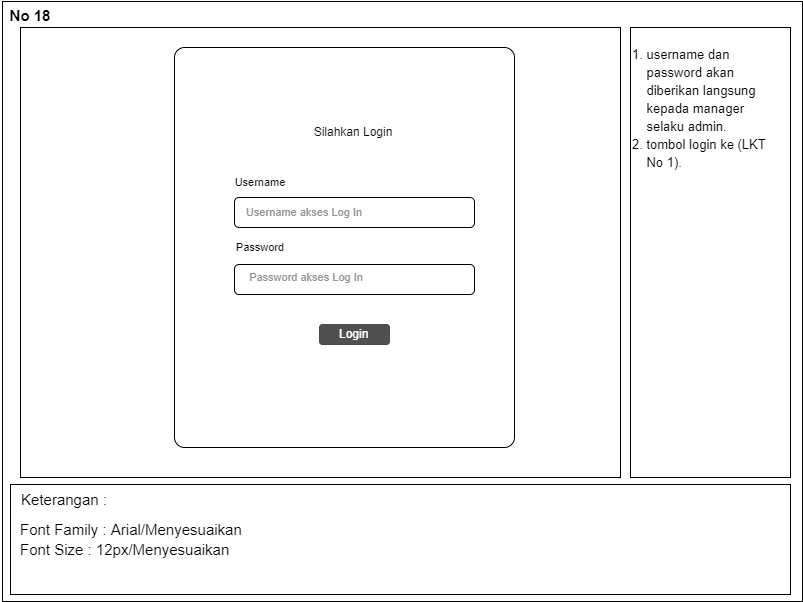 No 18
Silahkan Login
Username
Username akses Log In
Password
Password akses Log In
Login
1. username dan
password akan
diberikan langsung
kepada manager
selaku admin.
2. tombol login ke (LKT
No 1).
Keterangan :
Font Family : Arial/Menyesuaikan
Font Size : 12px/Menyesuaikan